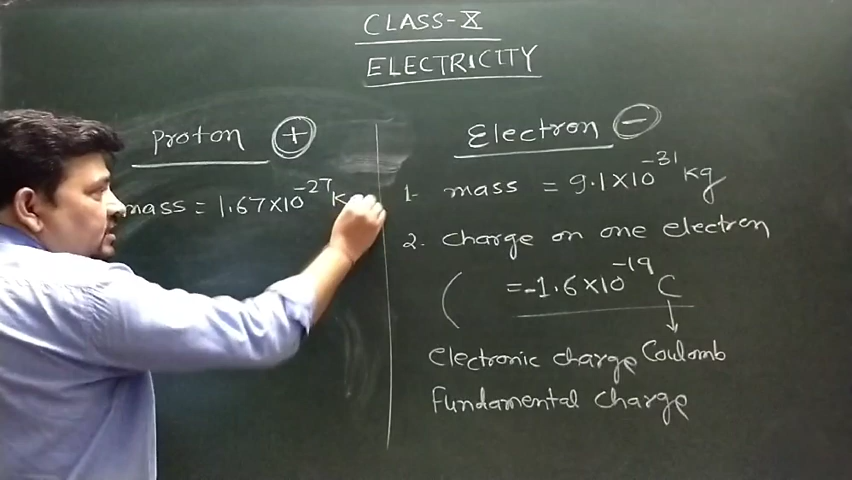 CLASS-X
ELECTRICITY
Proton +
mass = 1.67×10⁻²⁷ K
Electron −
1. mass = 9.1×10⁻³¹ kg
2. Charge on one electron
( = -1.6×10⁻¹⁹ C
electronic charge Coulomb
Fundamental charge